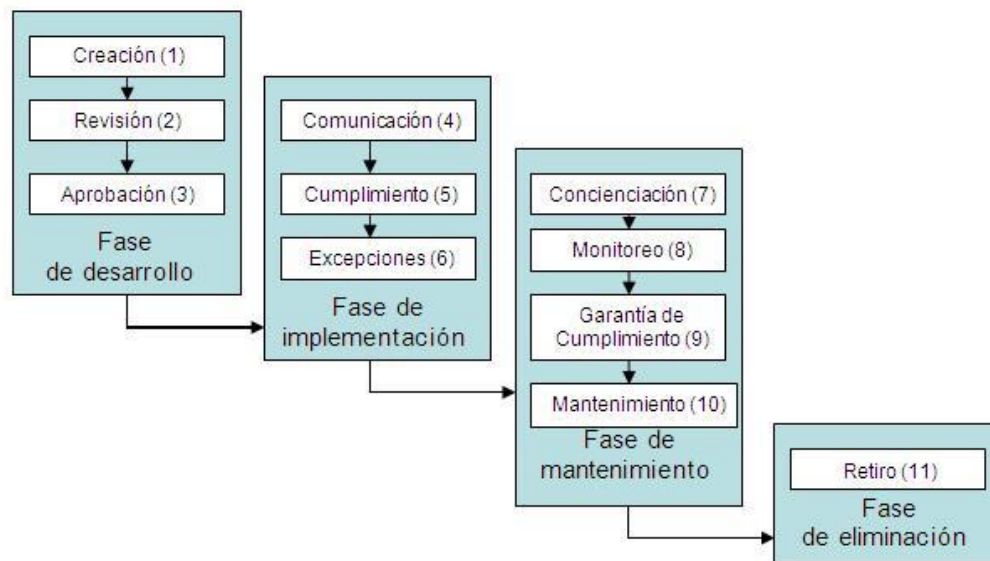 Creación (1)
Revisión (2)
Aprobación (3)
Fase
de desarrollo
Comunicación (4)
Cumplimiento (5)
Excepciones (6)
Fase de
implementación
Concienciación (7)
Monitoreo (8)
Garantía de
Cumplimiento (9)
Mantenimiento (10)
Fase de
mantenimiento
Retiro (11)
Fase
de eliminación